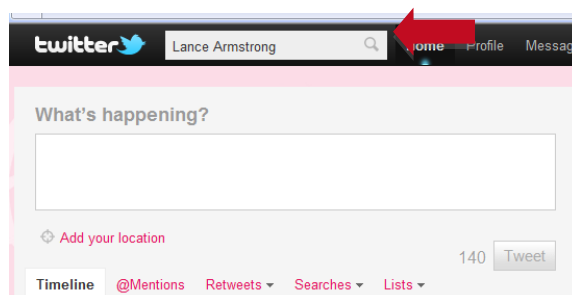 twitter Lance Armstrong Home Profile Messag
What's happening?
Add your location
140 Tweet
Timeline @Mentions Retweets Searches Lists